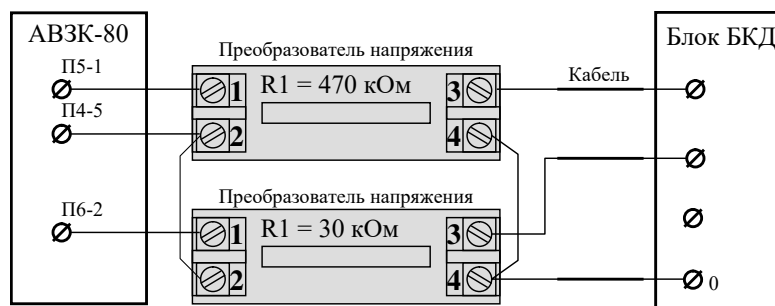 АВЗК-80
Блок БКД
Преобразователь напряжения
П5-1
1
R1 = 470 кОм
3
Кабель
П4-5
2
4
Преобразователь напряжения
П6-2
1
R1 = 30 кОм
3
2
4
0